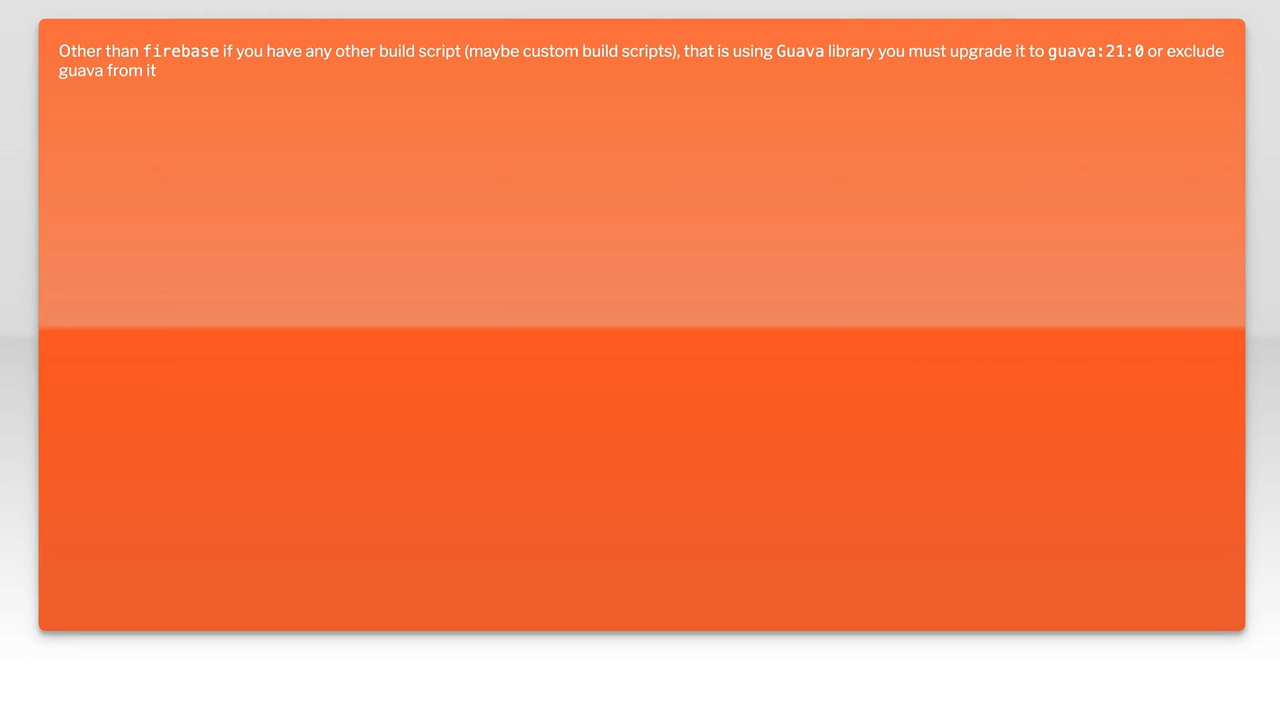 Other than firebase if you have any other build script (maybe custom build scripts), that is using Guava library you must upgrade it to guava:21:0 or exclude
guava from it